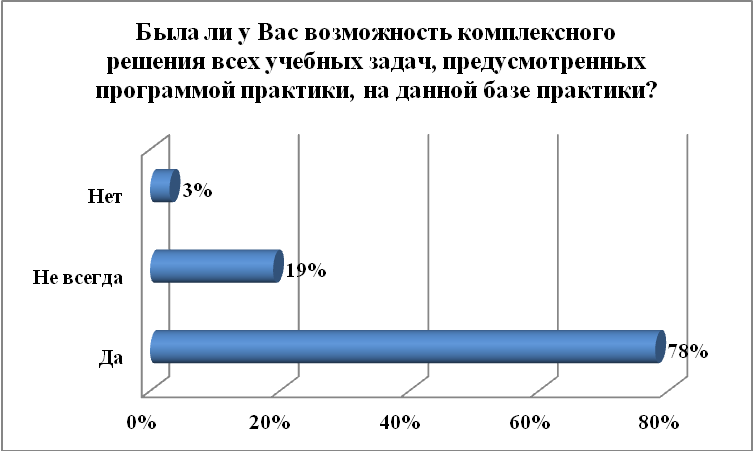 Была ли у Вас возможность комплексного
решения всех учебных задач, предусмотренных
программой практики, на данной базе практики?
Нет
3%
Не всегда
19%
Да
78%
0%
20%
40%
60%
80%